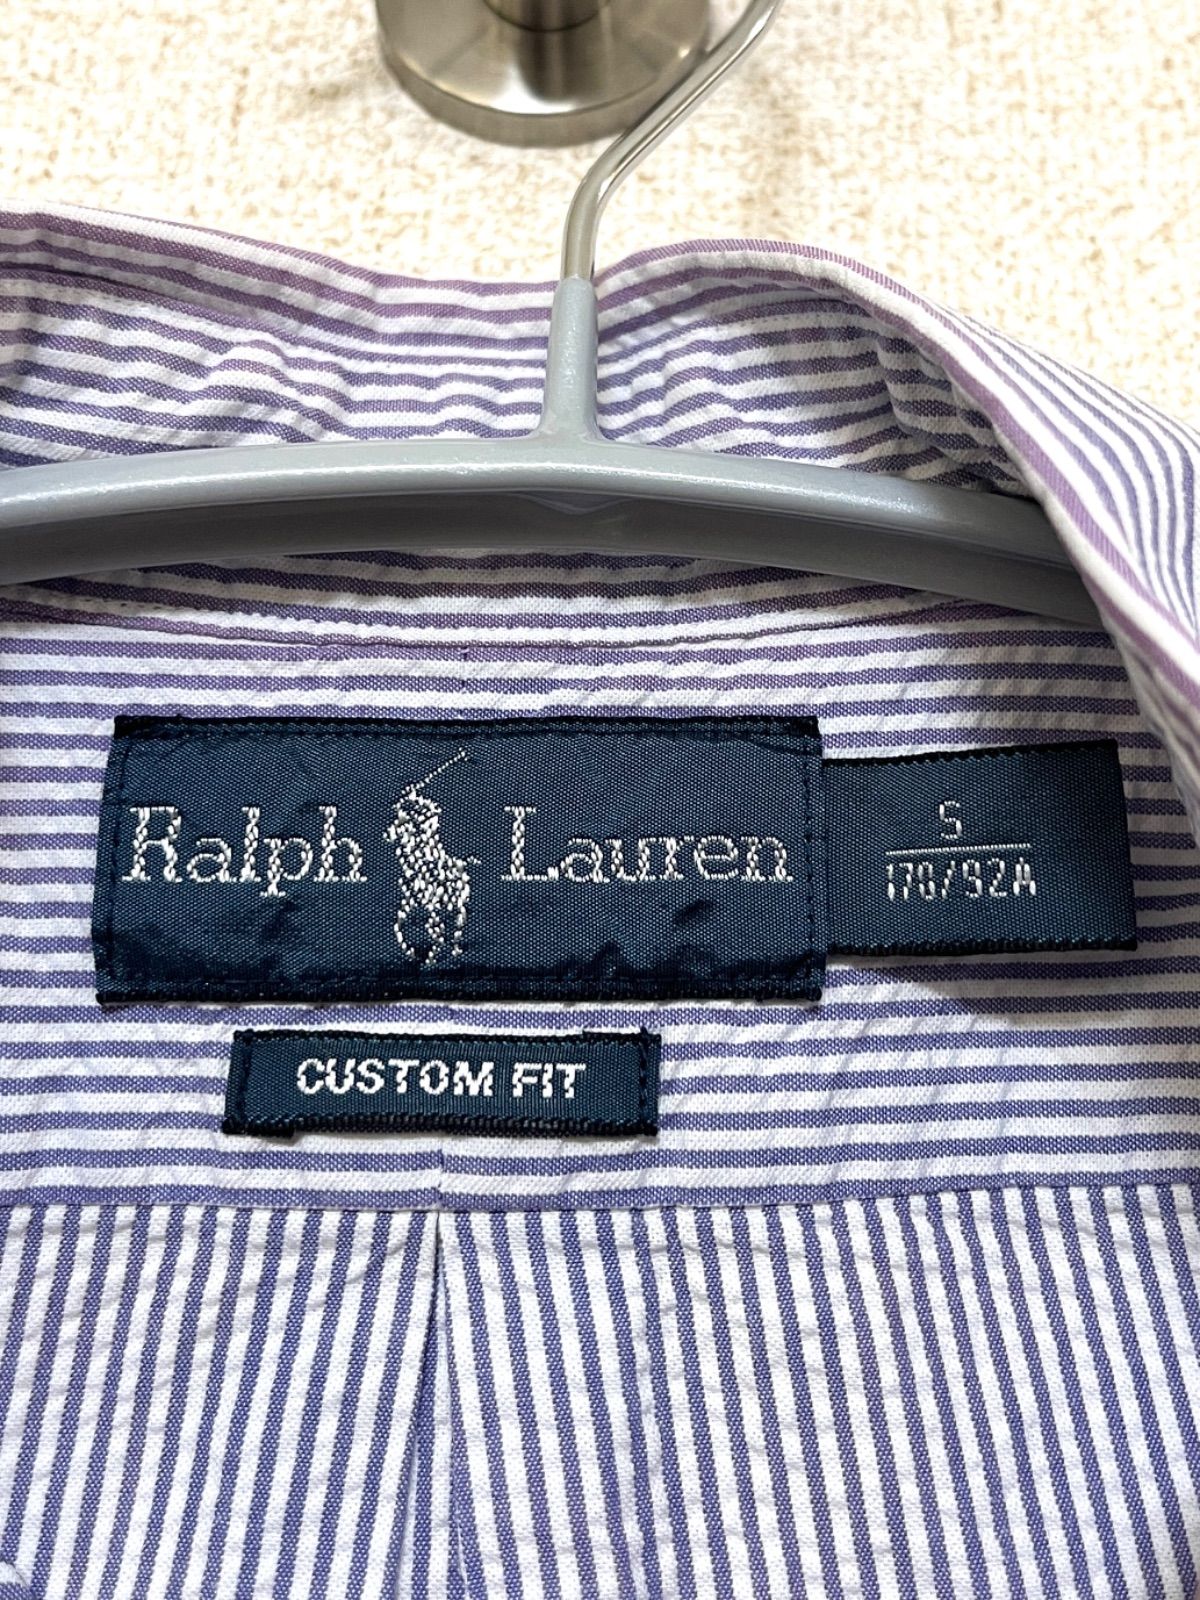 Ralph Lauren
S
170/92A
CUSTOM FIT